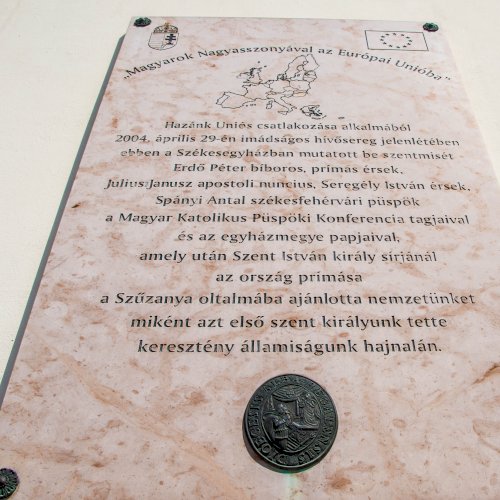 „Magyarok Nagyasszonyával az Európai Unióba"
Hazánk Uniós csatlakozása alkalmából
2004. április 29-én imádságos hívősereg jelenlétében
ebben a Székesegyházban mutatott be szentmisét
Erdő Péter bíboros, prímás érsek,
Julius Janusz apostoli nuncius, Seregély István érsek,
Spányi Antal székesfehérvári püspök
a Magyar Katolikus Püspöki Konferencia tagjaival
és az egyházmegye papjaival,
amely után Szent István király sírjánál
az ország prímása
a Szűzanya oltalmába ajánlotta nemzetünket
miként azt első szent királyunk tette
keresztény államiságunk hajnalán.